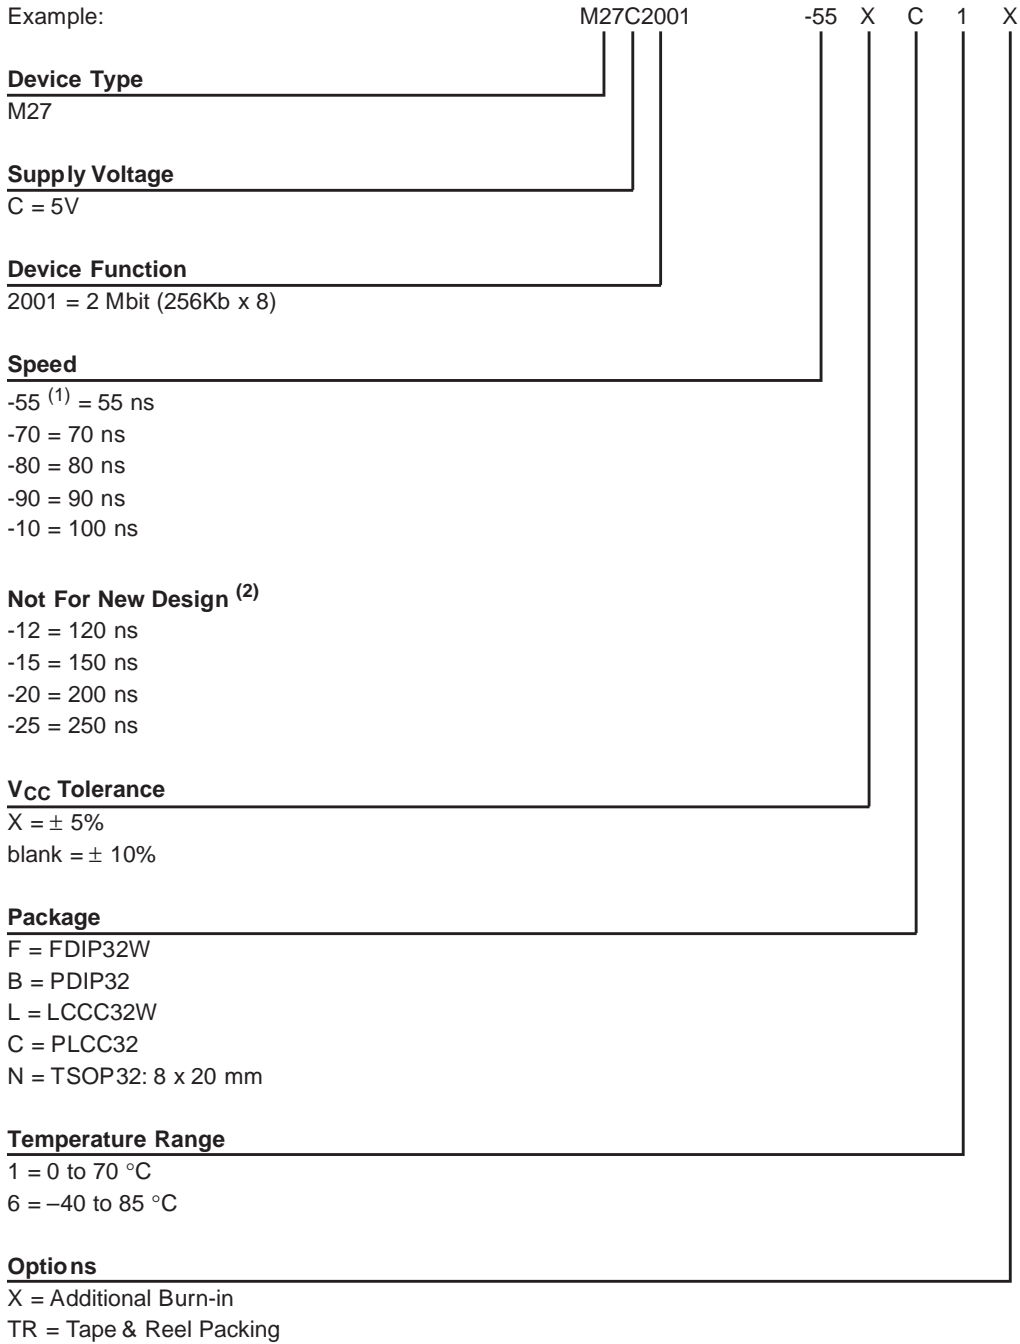 Example: M27C2001 -55 X C 1 X
Device Type
M27
Supply Voltage
C = 5V
Device Function
2001 = 2 Mbit (256Kb x 8)
Speed
-55 (1) = 55 ns
-70 = 70 ns
-80 = 80 ns
-90 = 90 ns
-10 = 100 ns
Not For New Design (2)
-12 = 120 ns
-15 = 150 ns
-20 = 200 ns
-25 = 250 ns
VCC Tolerance
X = ± 5%
blank = ± 10%
Package
F = FDIP32W
B = PDIP32
L = LCCC32W
C = PLCC32
N = TSOP32: 8 x 20 mm
Temperature Range
1 = 0 to 70 °C
6 = –40 to 85 °C
Options
X = Additional Burn-in
TR = Tape & Reel Packing